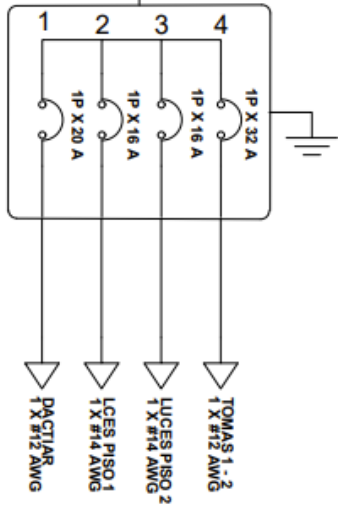 1
2
3
4
1P X 20 A
1P X 16 A
1P X 16 A
1P X 32 A
DACTIAR
1 X #12 AWG
LCES PISO 1
1 X #14 AWG
LUCES PISO 2
1 X #14 AWG
TOMAS 1 - 2
1 X #12 AWG